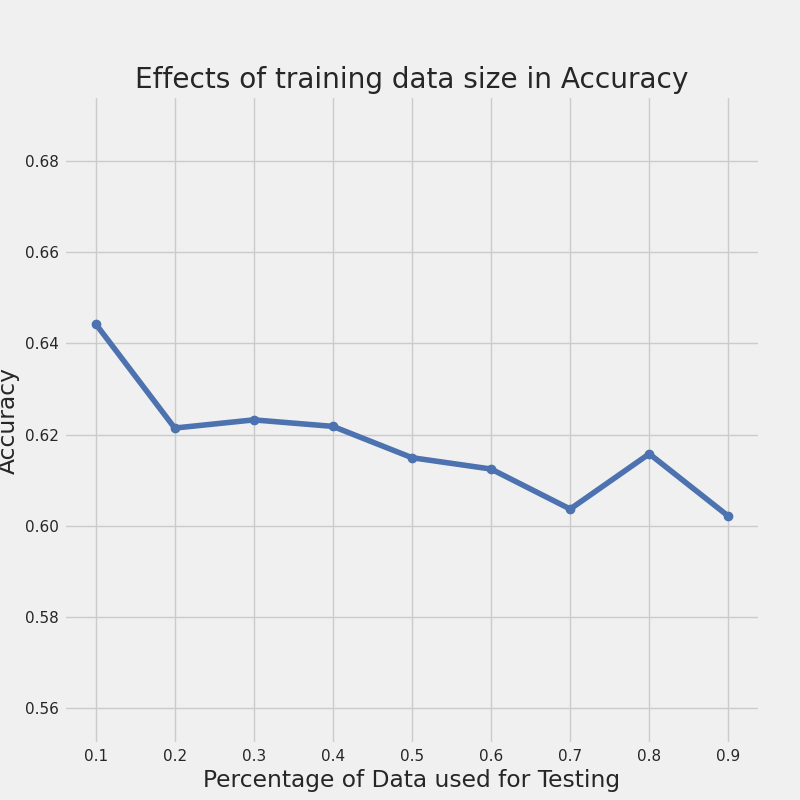 Effects of training data size in Accuracy
0.68
0.66
0.64
0.62
0.60
0.58
0.56
Accuracy
0.1 0.2 0.3 0.4 0.5 0.6 0.7 0.8 0.9
Percentage of Data used for Testing